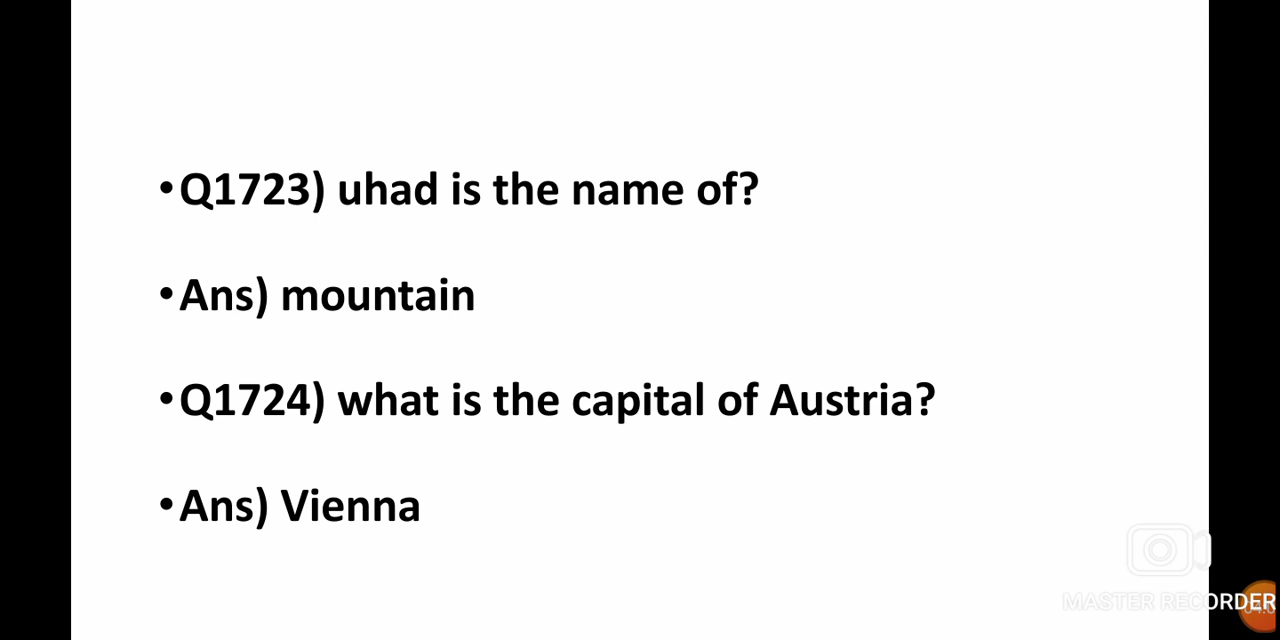 •Q1723) uhad is the name of?
•Ans) mountain
•Q1724) what is the capital of Austria?
•Ans) Vienna
MASTER RECORDER